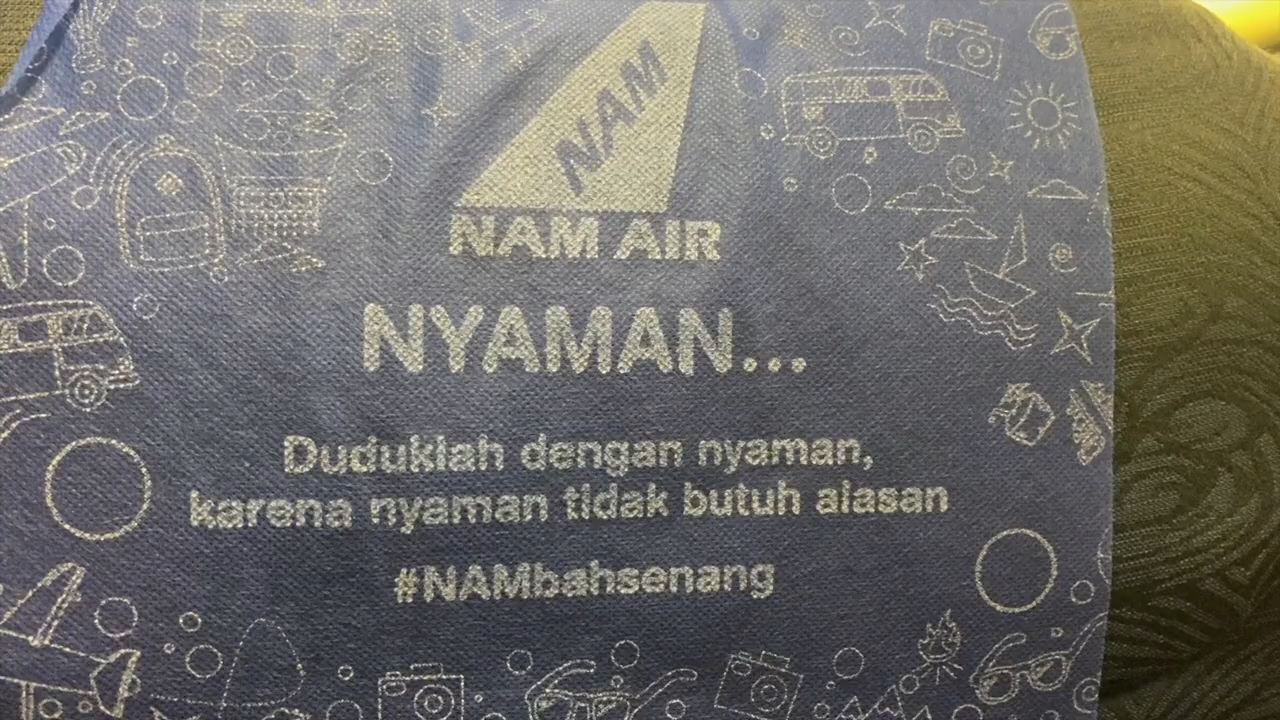 NAM
NAM AIR
NYAMAN...
Duduklah dengan nyaman,
karena nyaman tidak butuh alasan
#NAMbahsenang